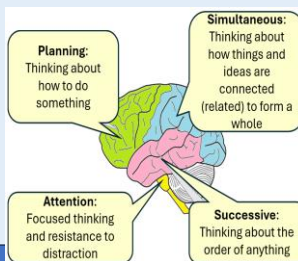 Planning:
Thinking about
how to do
something
Simultaneous:
Thinking about
how things and
ideas are
connected
(related) to form a
whole
Attention:
Focused thinking
and resistance to
distraction
Successive:
Thinking about the
order of anything